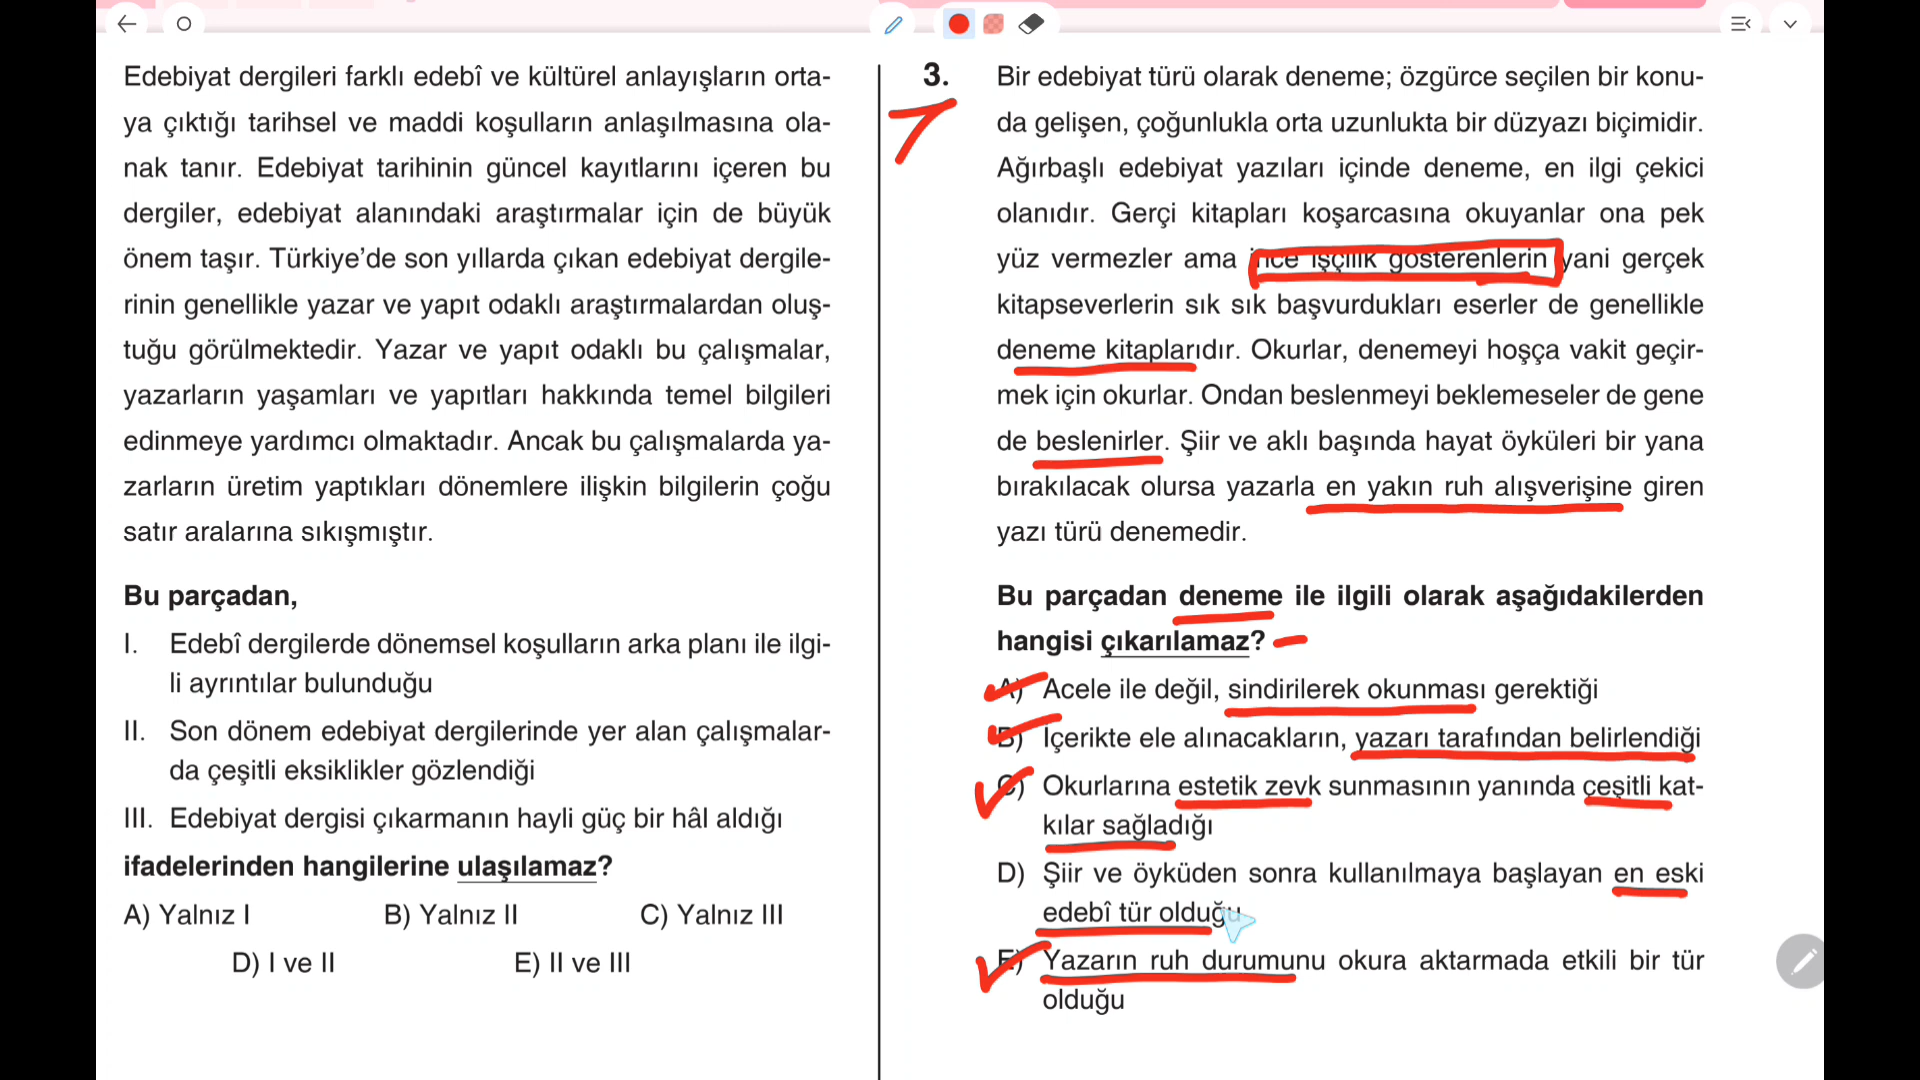 Edebiyat dergileri farklı edebî ve kültürel anlayışların orta-
ya çıktığı tarihsel ve maddi koşulların anlaşılmasına ola-
nak tanır. Edebiyat tarihinin güncel kayıtlarını içeren bu
dergiler, edebiyat alanındaki araştırmalar için de büyük
önem taşır. Türkiye’de son yıllarda çıkan edebiyat dergile-
rinin genellikle yazar ve yapıt odaklı araştırmalardan oluş-
tuğu görülmektedir. Yazar ve yapıt odaklı bu çalışmalar,
yazarların yaşamları ve yapıtları hakkında temel bilgileri
edinmeye yardımcı olmaktadır. Ancak bu çalışmalarda ya-
zarların üretim yaptıkları dönemlere ilişkin bilgilerin çoğu
satır aralarına sıkışmıştır.
Bu parçadan,
I. Edebî dergilerde dönemsel koşulların arka planı ile ilgi-
li ayrıntılar bulunduğu
II. Son dönem edebiyat dergilerinde yer alan çalışmalar-
da çeşitli eksiklikler gözlendiği
III. Edebiyat dergisi çıkarmanın hayli güç bir hâl aldığı
ifadelerinden hangilerine ulaşılamaz?
A) Yalnız I B) Yalnız II C) Yalnız III
D) I ve II E) II ve III
3. Bir edebiyat türü olarak deneme; özgürce seçilen bir konu-
da gelişen, çoğunlukla orta uzunlukta bir düzyazı biçimidir.
Ağırbaşlı edebiyat yazıları içinde deneme, en ilgi çekici
olanıdır. Gerçi kitapları koşarcasına okuyanlar ona pek
yüz vermezler ama ince işçilik gösterenlerin yani gerçek
kitapseverlerin sık sık başvurdukları eserler de genellikle
deneme kitaplarıdır. Okurlar, denemeyi hoşça vakit geçir-
mek için okurlar. Ondan beslenmeyi beklemeseler de gene
de beslenirler. Şiir ve aklı başında hayat öyküleri bir yana
bırakılacak olursa yazarla en yakın ruh alışverişine giren
yazı türü denemedir.
Bu parçadan deneme ile ilgili olarak aşağıdakilerden
hangisi çıkarılamaz?
A) Acele ile değil, sindirilerek okunması gerektiği
B) İçerikte ele alınacakların, yazarı tarafından belirlendiği
C) Okurlarına estetik zevk sunmasının yanında çeşitli kat-
kılar sağladığı
D) Şiir ve öyküden sonra kullanılmaya başlayan en eski
edebî tür olduğu
E) Yazarın ruh durumunu okura aktarmada etkili bir tür
olduğu